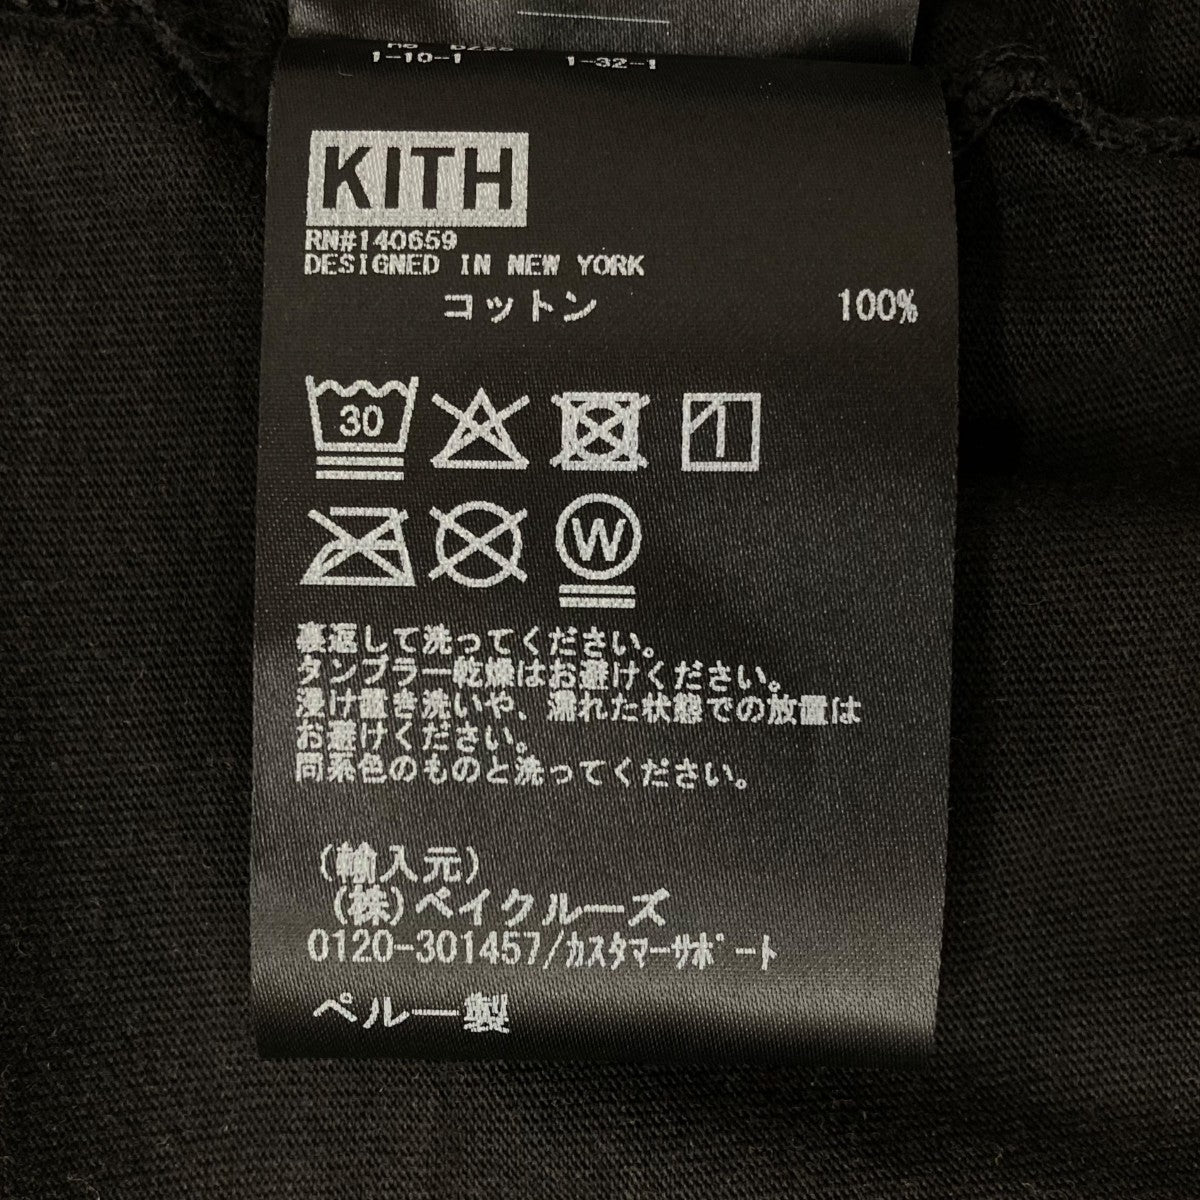 1-10-1 1-32-1
KITH
RN#140659
DESIGNED IN NEW YORK
コットン 100%
30
W
裏返して洗ってください。
タンブラー乾燥はお避けください。
浸け置き洗いや、濡れた状態での放置は
お避けください。
同系色のものと洗ってください。
(輸入元)
(株)ベイクルーズ
0120-301457/ｶｽﾀﾏｰｻﾎﾟｰﾄ
ペルー製